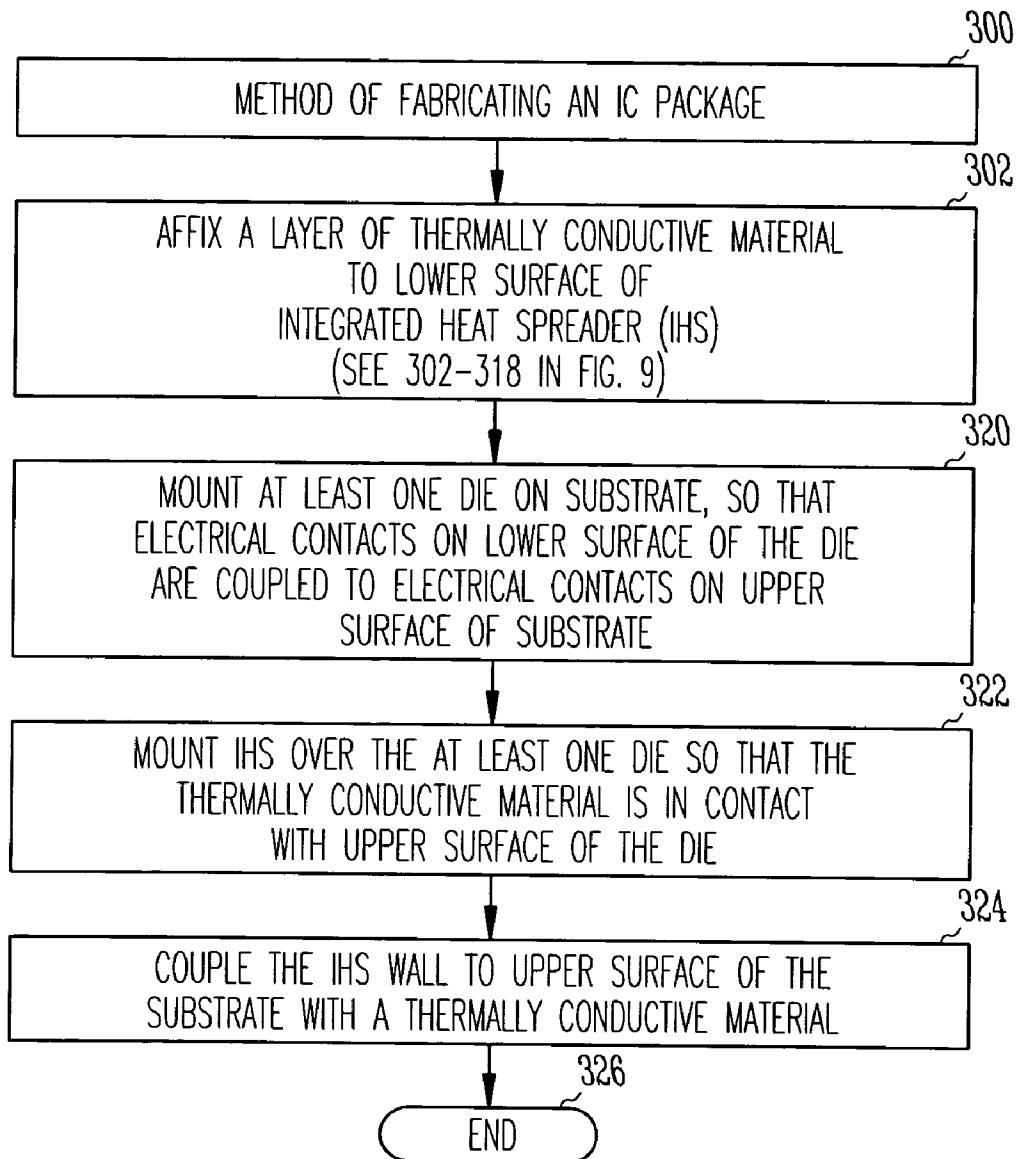 300
METHOD OF FABRICATING AN IC PACKAGE
302
AFFIX A LAYER OF THERMALLY CONDUCTIVE MATERIAL
TO LOWER SURFACE OF
INTEGRATED HEAT SPREADER (IHS)
(SEE 302-318 IN FIG. 9)
320
MOUNT AT LEAST ONE DIE ON SUBSTRATE, SO THAT
ELECTRICAL CONTACTS ON LOWER SURFACE OF THE DIE
ARE COUPLED TO ELECTRICAL CONTACTS ON UPPER
SURFACE OF SUBSTRATE
322
MOUNT IHS OVER THE AT LEAST ONE DIE SO THAT THE
THERMALLY CONDUCTIVE MATERIAL IS IN CONTACT
WITH UPPER SURFACE OF THE DIE
324
COUPLE THE IHS WALL TO UPPER SURFACE OF THE
SUBSTRATE WITH A THERMALLY CONDUCTIVE MATERIAL
326
END